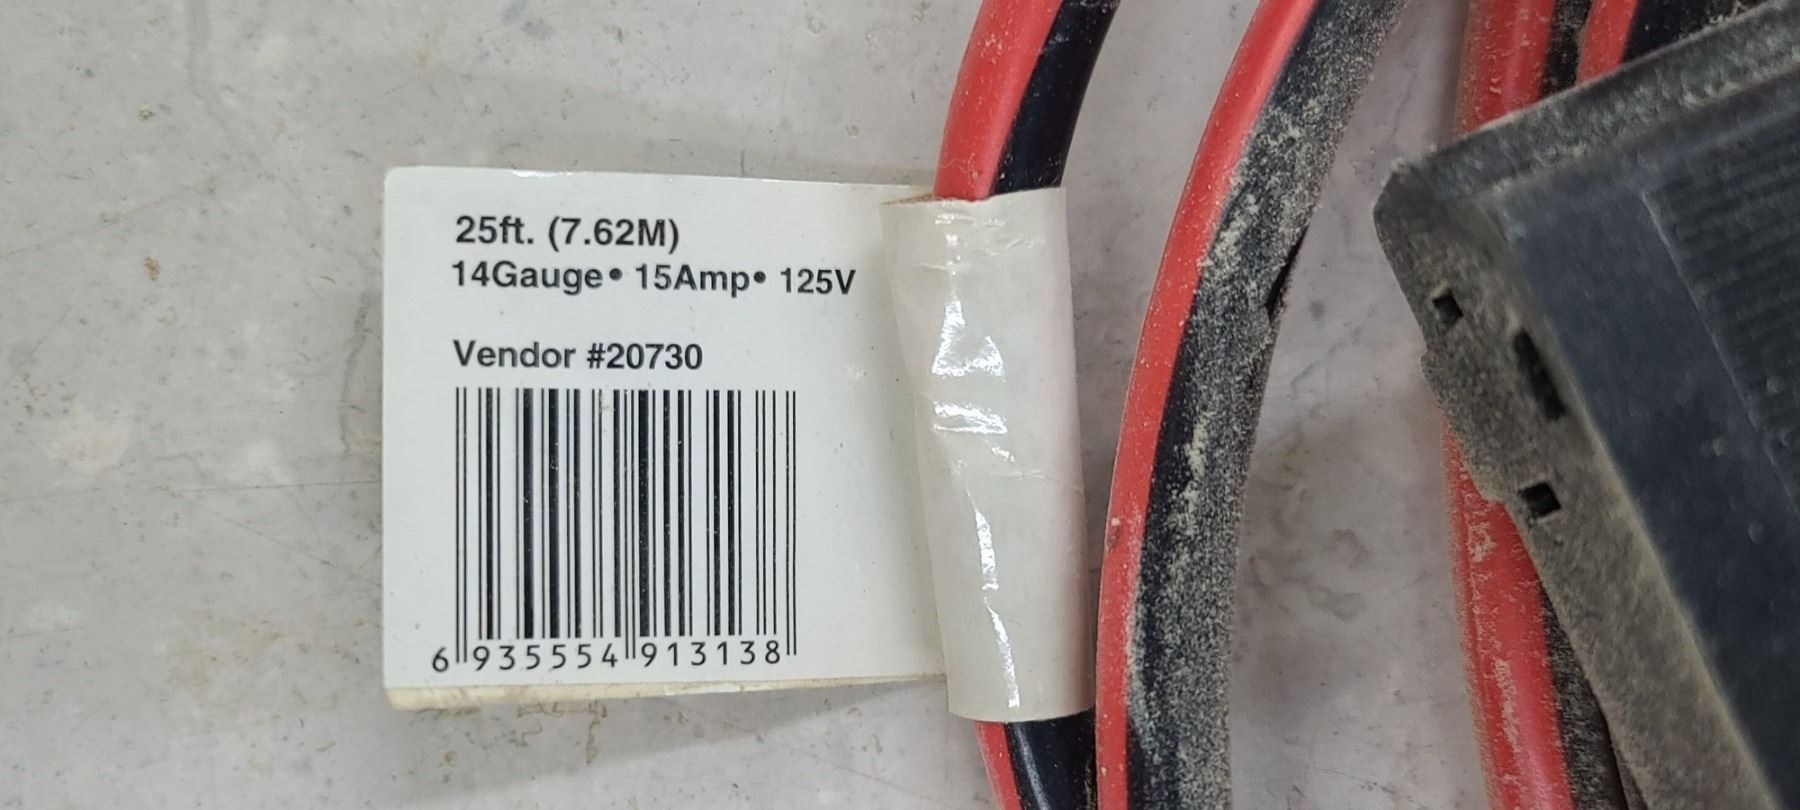 25ft. (7.62M)
14Gauge• 15Amp• 125V
Vendor #20730
6 935554 913138